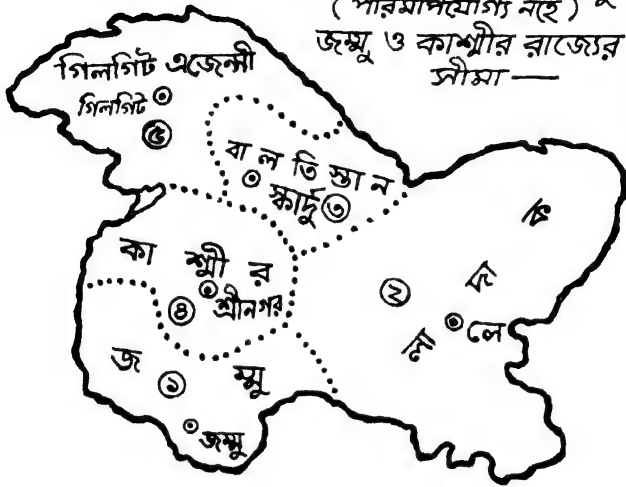 (পরিমাপযোগ্য নহে)
জম্মু ও কাশ্মীর রাজ্যের
সীমা —
গিলগিট এজেন্সী
গিলগিট
৫
বালতিস্তান
স্কার্দু ৩
কাশ্মীর
৪ শ্রীনগর
লাদাক
২
লে
জম্মু
১
জম্মু